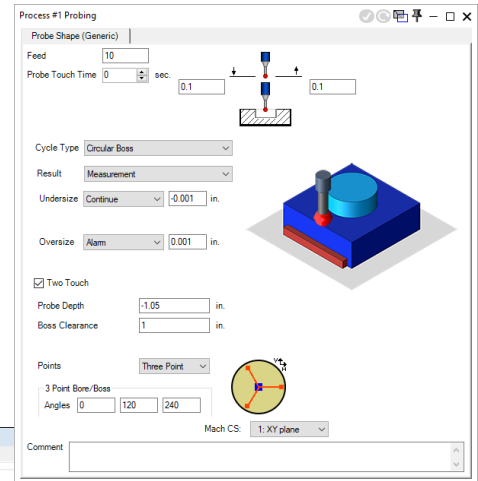 Process #1 Probing
Probe Shape (Generic)
Feed 10
Probe Touch Time 0 sec.
0.1 0.1
Cycle Type Circular Boss
Result Measurement
Undersize Continue -0.001 in.
Oversize Alarm 0.001 in.
Two Touch
Probe Depth -1.05 in.
Boss Clearance 1 in.
Points Three Point
V
H
3 Point Bore/Boss
Angles 0 120 240
Mach CS: 1: XY plane
Comment